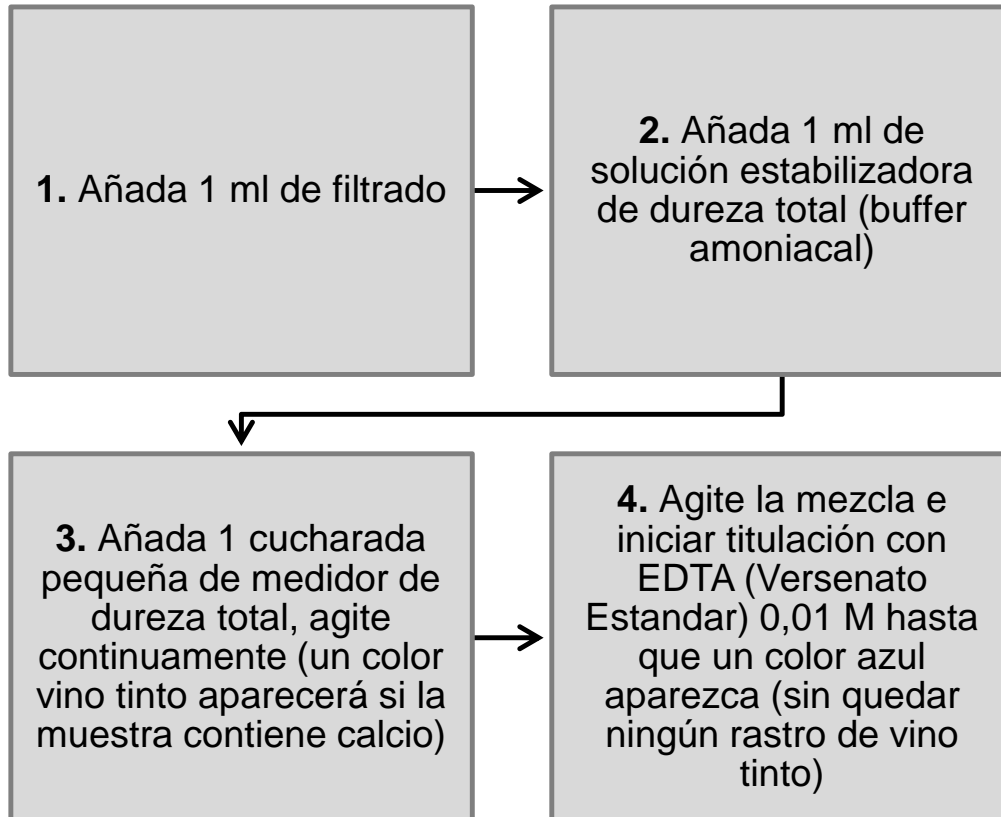 1. Añada 1 ml de filtrado
2. Añada 1 ml de
solución estabilizadora
de dureza total (buffer
amoniacal)
3. Añada 1 cucharada
pequeña de medidor de
dureza total, agite
continuamente (un color
vino tinto aparecerá si la
muestra contiene calcio)
4. Agite la mezcla e
iniciar titulación con
EDTA (Versenato
Estandar) 0,01 M hasta
que un color azul
aparezca (sin quedar
ningún rastro de vino
tinto)